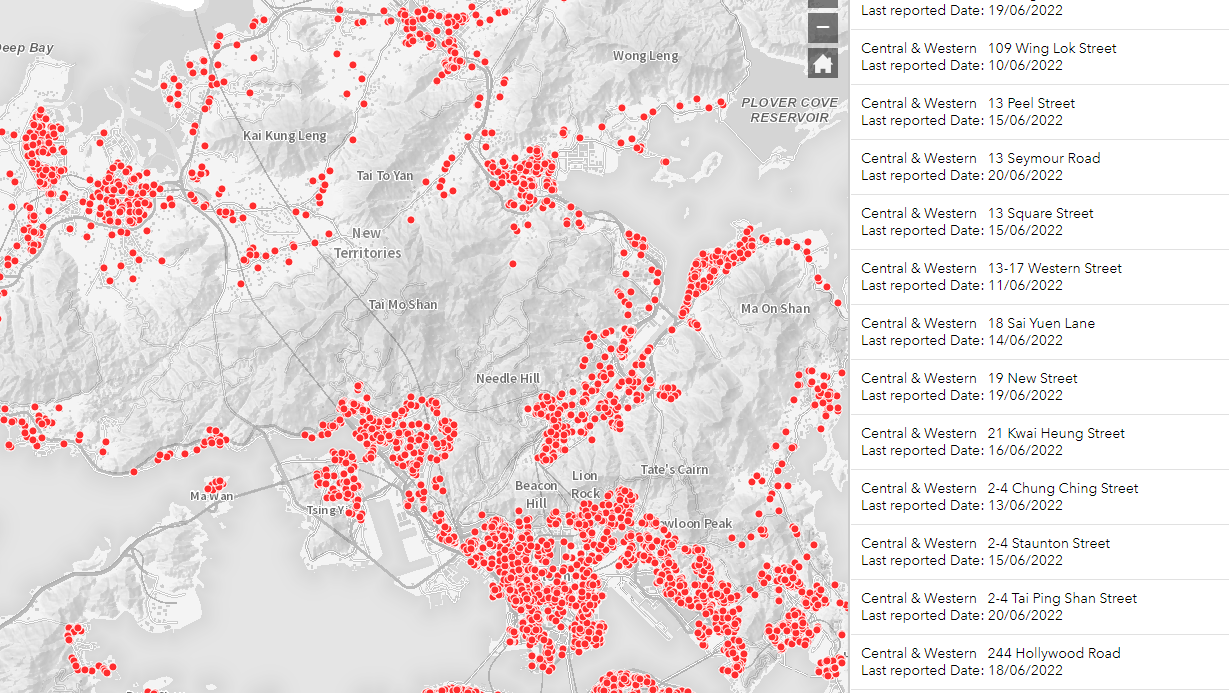 Deep Bay
Wong Leng
PLOVER COVE
RESERVOIR
Kai Kung Leng
Tai To Yan
New
Territories
Tai Mo Shan
Ma On Shan
Needle Hill
Tate's Cairn
Lion
Rock
Beacon
Hill
Ma Wan
Tsing Yi
Kowloon Peak
Last reported Date: 19/06/2022
Central & Western 109 Wing Lok Street
Last reported Date: 10/06/2022
Central & Western 13 Peel Street
Last reported Date: 15/06/2022
Central & Western 13 Seymour Road
Last reported Date: 20/06/2022
Central & Western 13 Square Street
Last reported Date: 15/06/2022
Central & Western 13-17 Western Street
Last reported Date: 11/06/2022
Central & Western 18 Sai Yuen Lane
Last reported Date: 14/06/2022
Central & Western 19 New Street
Last reported Date: 19/06/2022
Central & Western 21 Kwai Heung Street
Last reported Date: 16/06/2022
Central & Western 2-4 Chung Ching Street
Last reported Date: 13/06/2022
Central & Western 2-4 Staunton Street
Last reported Date: 15/06/2022
Central & Western 2-4 Tai Ping Shan Street
Last reported Date: 20/06/2022
Central & Western 244 Hollywood Road
Last reported Date: 18/06/2022